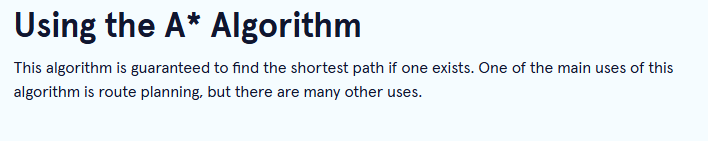 Using the A* Algorithm
This algorithm is guaranteed to find the shortest path if one exists. One of the main uses of this
algorithm is route planning, but there are many other uses.